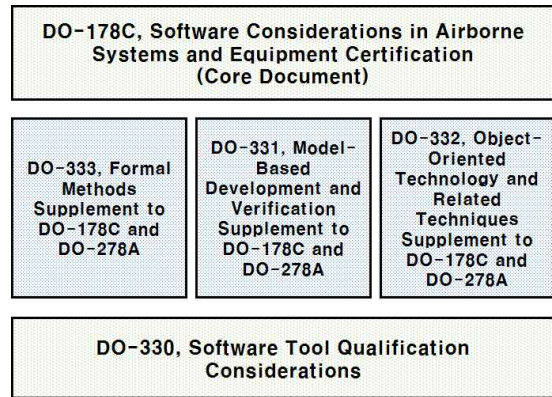 DO-178C, Software Considerations in Airborne
Systems and Equipment Certification
(Core Document)
DO-333, Formal
Methods
Supplement to
DO-178C and
DO-278A
DO-331, Model-
Based
Development and
Verification
Supplement to
DO-178C and
DO-278A
DO-332, Object-
Oriented
Technology and
Related
Techniques
Supplement to
DO-178C and
DO-278A
DO-330, Software Tool Qualification
Considerations